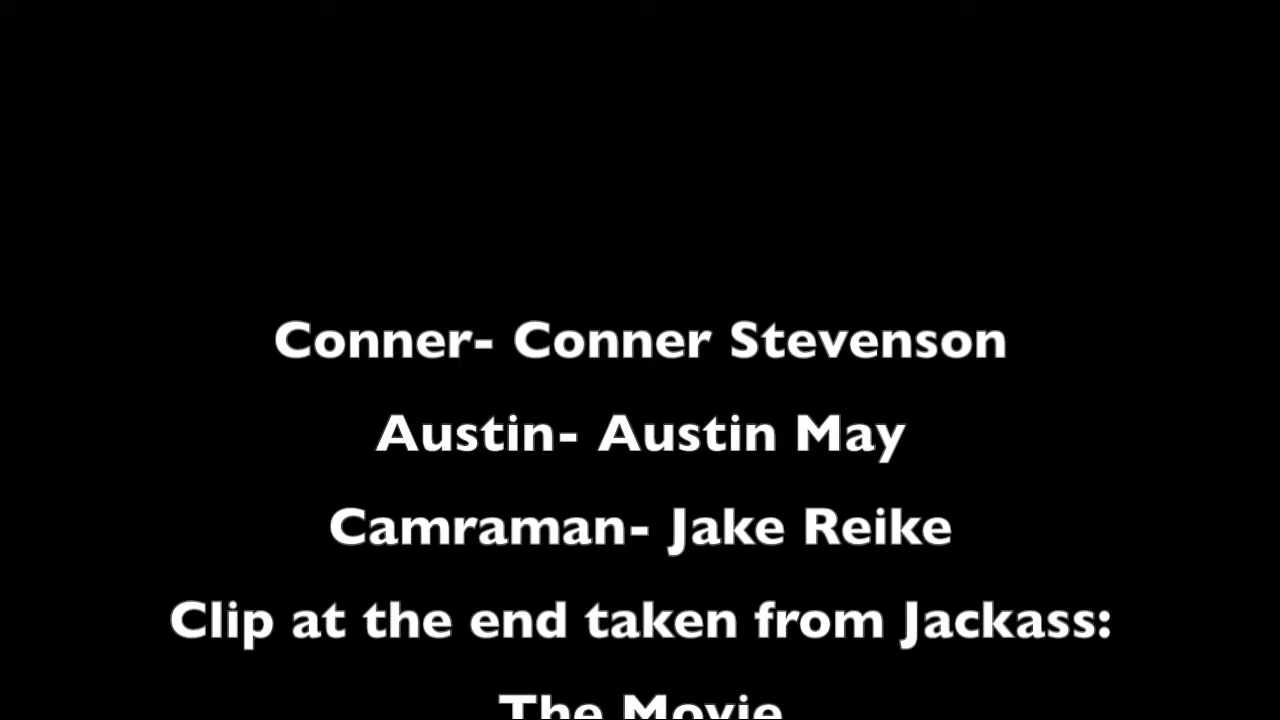 Conner- Conner Stevenson
Austin- Austin May
Camraman- Jake Reike
Clip at the end taken from Jackass:
The Movie